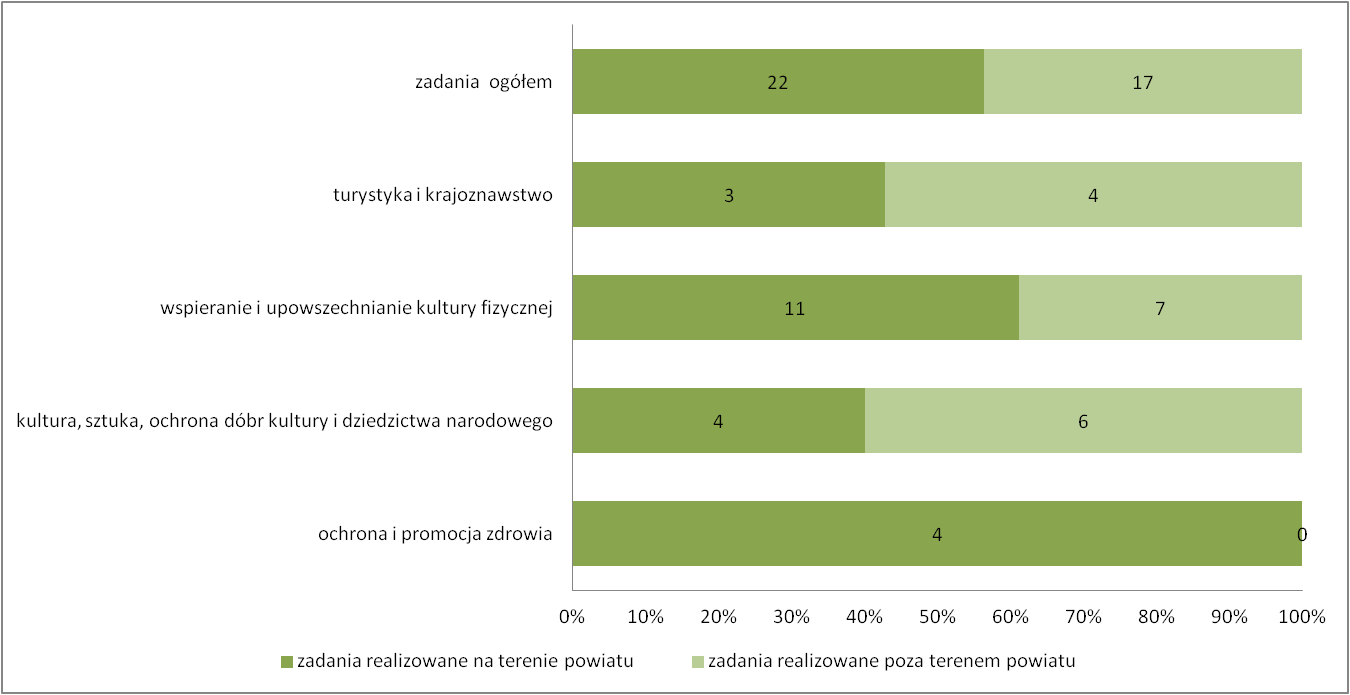 zadania ogółem 22 17
turystyka i krajoznawstwo 3 4
wspieranie i upowszechnianie kultury fizycznej 11 7
kultura, sztuka, ochrona dóbr kultury i dziedzictwa narodowego 4 6
ochrona i promocja zdrowia 4 0
0% 10% 20% 30% 40% 50% 60% 70% 80% 90% 100%
zadania realizowane na terenie powiatu zadania realizowane poza terenem powiatu